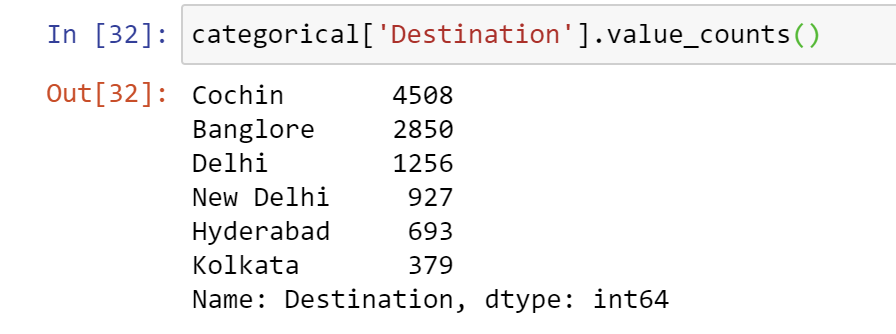 In [32]: categorical['Destination'].value_counts()
Out[32]: Cochin 4508
Banglore 2850
Delhi 1256
New Delhi 927
Hyderabad 693
Kolkata 379
Name: Destination, dtype: int64